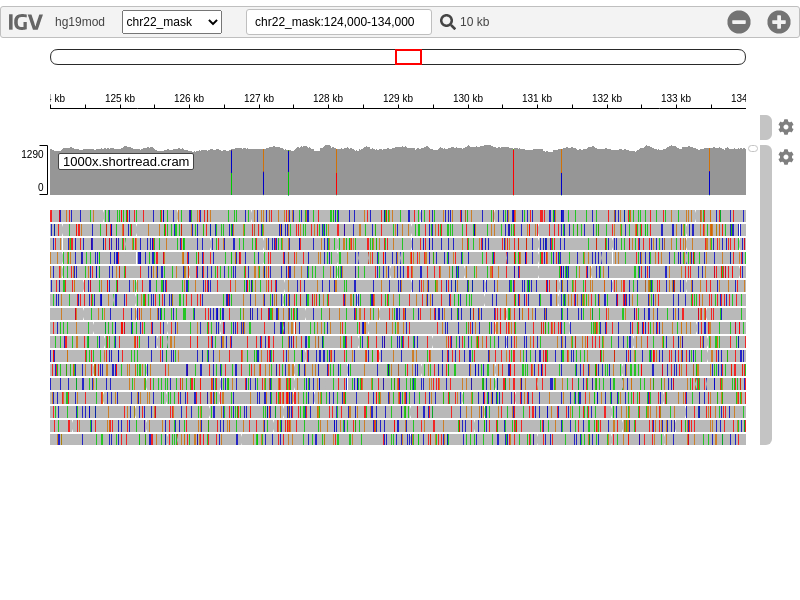 IGV hg19mod chr22_mask chr22_mask:124,000-134,000 10 kb
kb 125 kb 126 kb 127 kb 128 kb 129 kb 130 kb 131 kb 132 kb 133 kb 134
1290 1000x.shortread.cram
0